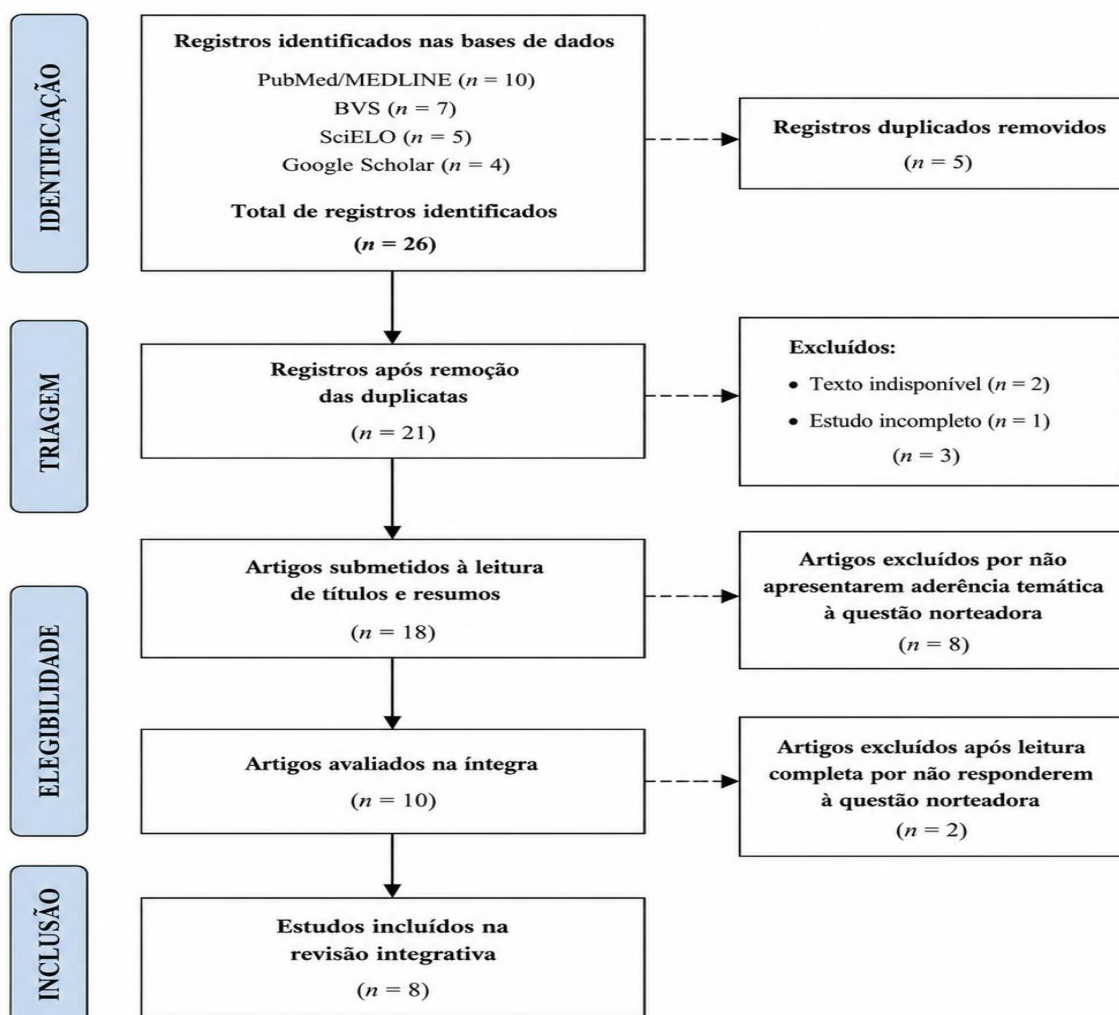 IDENTIFICAÇÃO
Registros identificados nas bases de dados
PubMed/MEDLINE (n = 10)
BVS (n = 7)
SciELO (n = 5)
Google Scholar (n = 4)
Total de registros identificados
(n = 26)
Registros duplicados removidos
(n = 5)
TRIAGEM
Registros após remoção
das duplicatas
(n = 21)
Excluídos:
• Texto indisponível (n = 2)
• Estudo incompleto (n = 1)
(n = 3)
ELEGIBILIDADE
Artigos submetidos à leitura
de títulos e resumos
(n = 18)
Artigos excluídos por não
apresentarem aderência temática
à questão norteadora
(n = 8)
Artigos avaliados na íntegra
(n = 10)
Artigos excluídos após leitura
completa por não responderem
à questão norteadora
(n = 2)
INCLUSÃO
Estudos incluídos na
revisão integrativa
(n = 8)